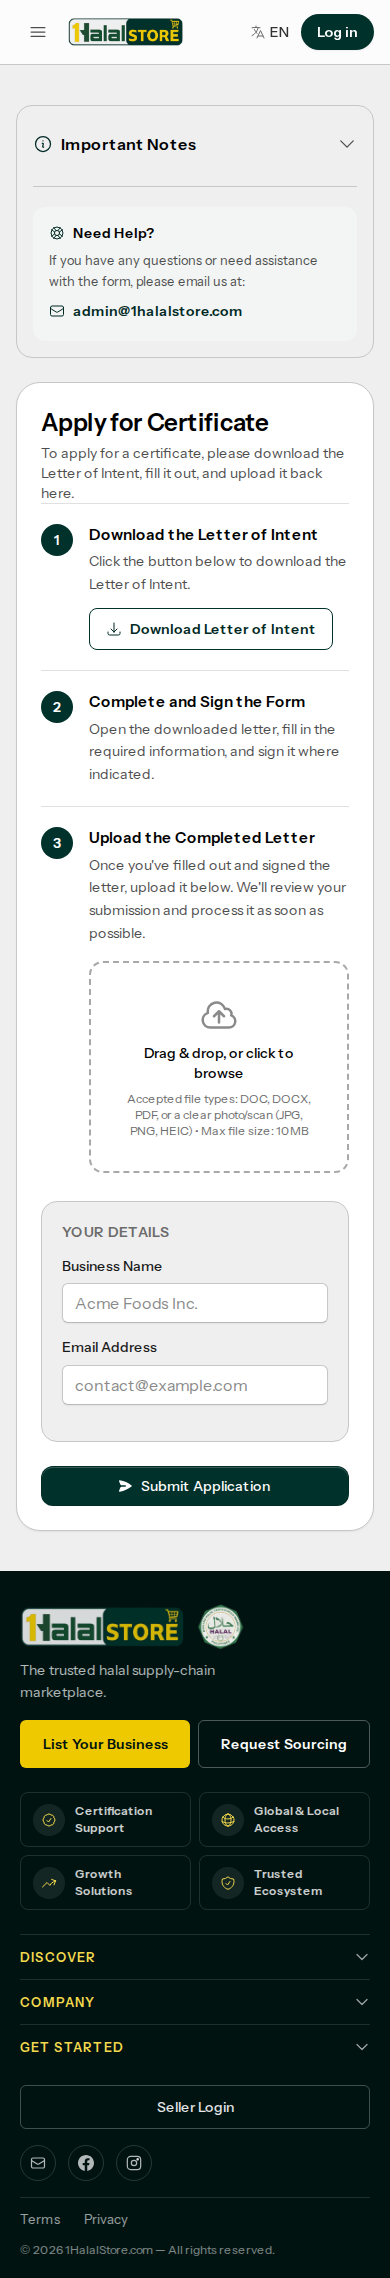 1HalalSTORE
EN
Log in
Important Notes
Need Help?
If you have any questions or need assistance
with the form, please email us at:
admin@1halalstore.com
Apply for Certificate
To apply for a certificate, please download the
Letter of Intent, fill it out, and upload it back
here.
1
Download the Letter of Intent
Click the button below to download the
Letter of Intent.
Download Letter of Intent
2
Complete and Sign the Form
Open the downloaded letter, fill in the
required information, and sign it where
indicated.
3
Upload the Completed Letter
Once you've filled out and signed the
letter, upload it below. We'll review your
submission and process it as soon as
possible.
Drag & drop, or click to
browse
Accepted file types: DOC, DOCX,
PDF, or a clear photo/scan (JPG,
PNG, HEIC) • Max file size: 10MB
YOUR DETAILS
Business Name
Acme Foods Inc.
Email Address
contact@example.com
Submit Application
1HalalSTORE
حلال
HALAL
The trusted halal supply-chain
marketplace.
List Your Business
Request Sourcing
Certification
Support
Global & Local
Access
Growth
Solutions
Trusted
Ecosystem
DISCOVER
COMPANY
GET STARTED
Seller Login
Terms
Privacy
© 2026 1HalalStore.com — All rights reserved.